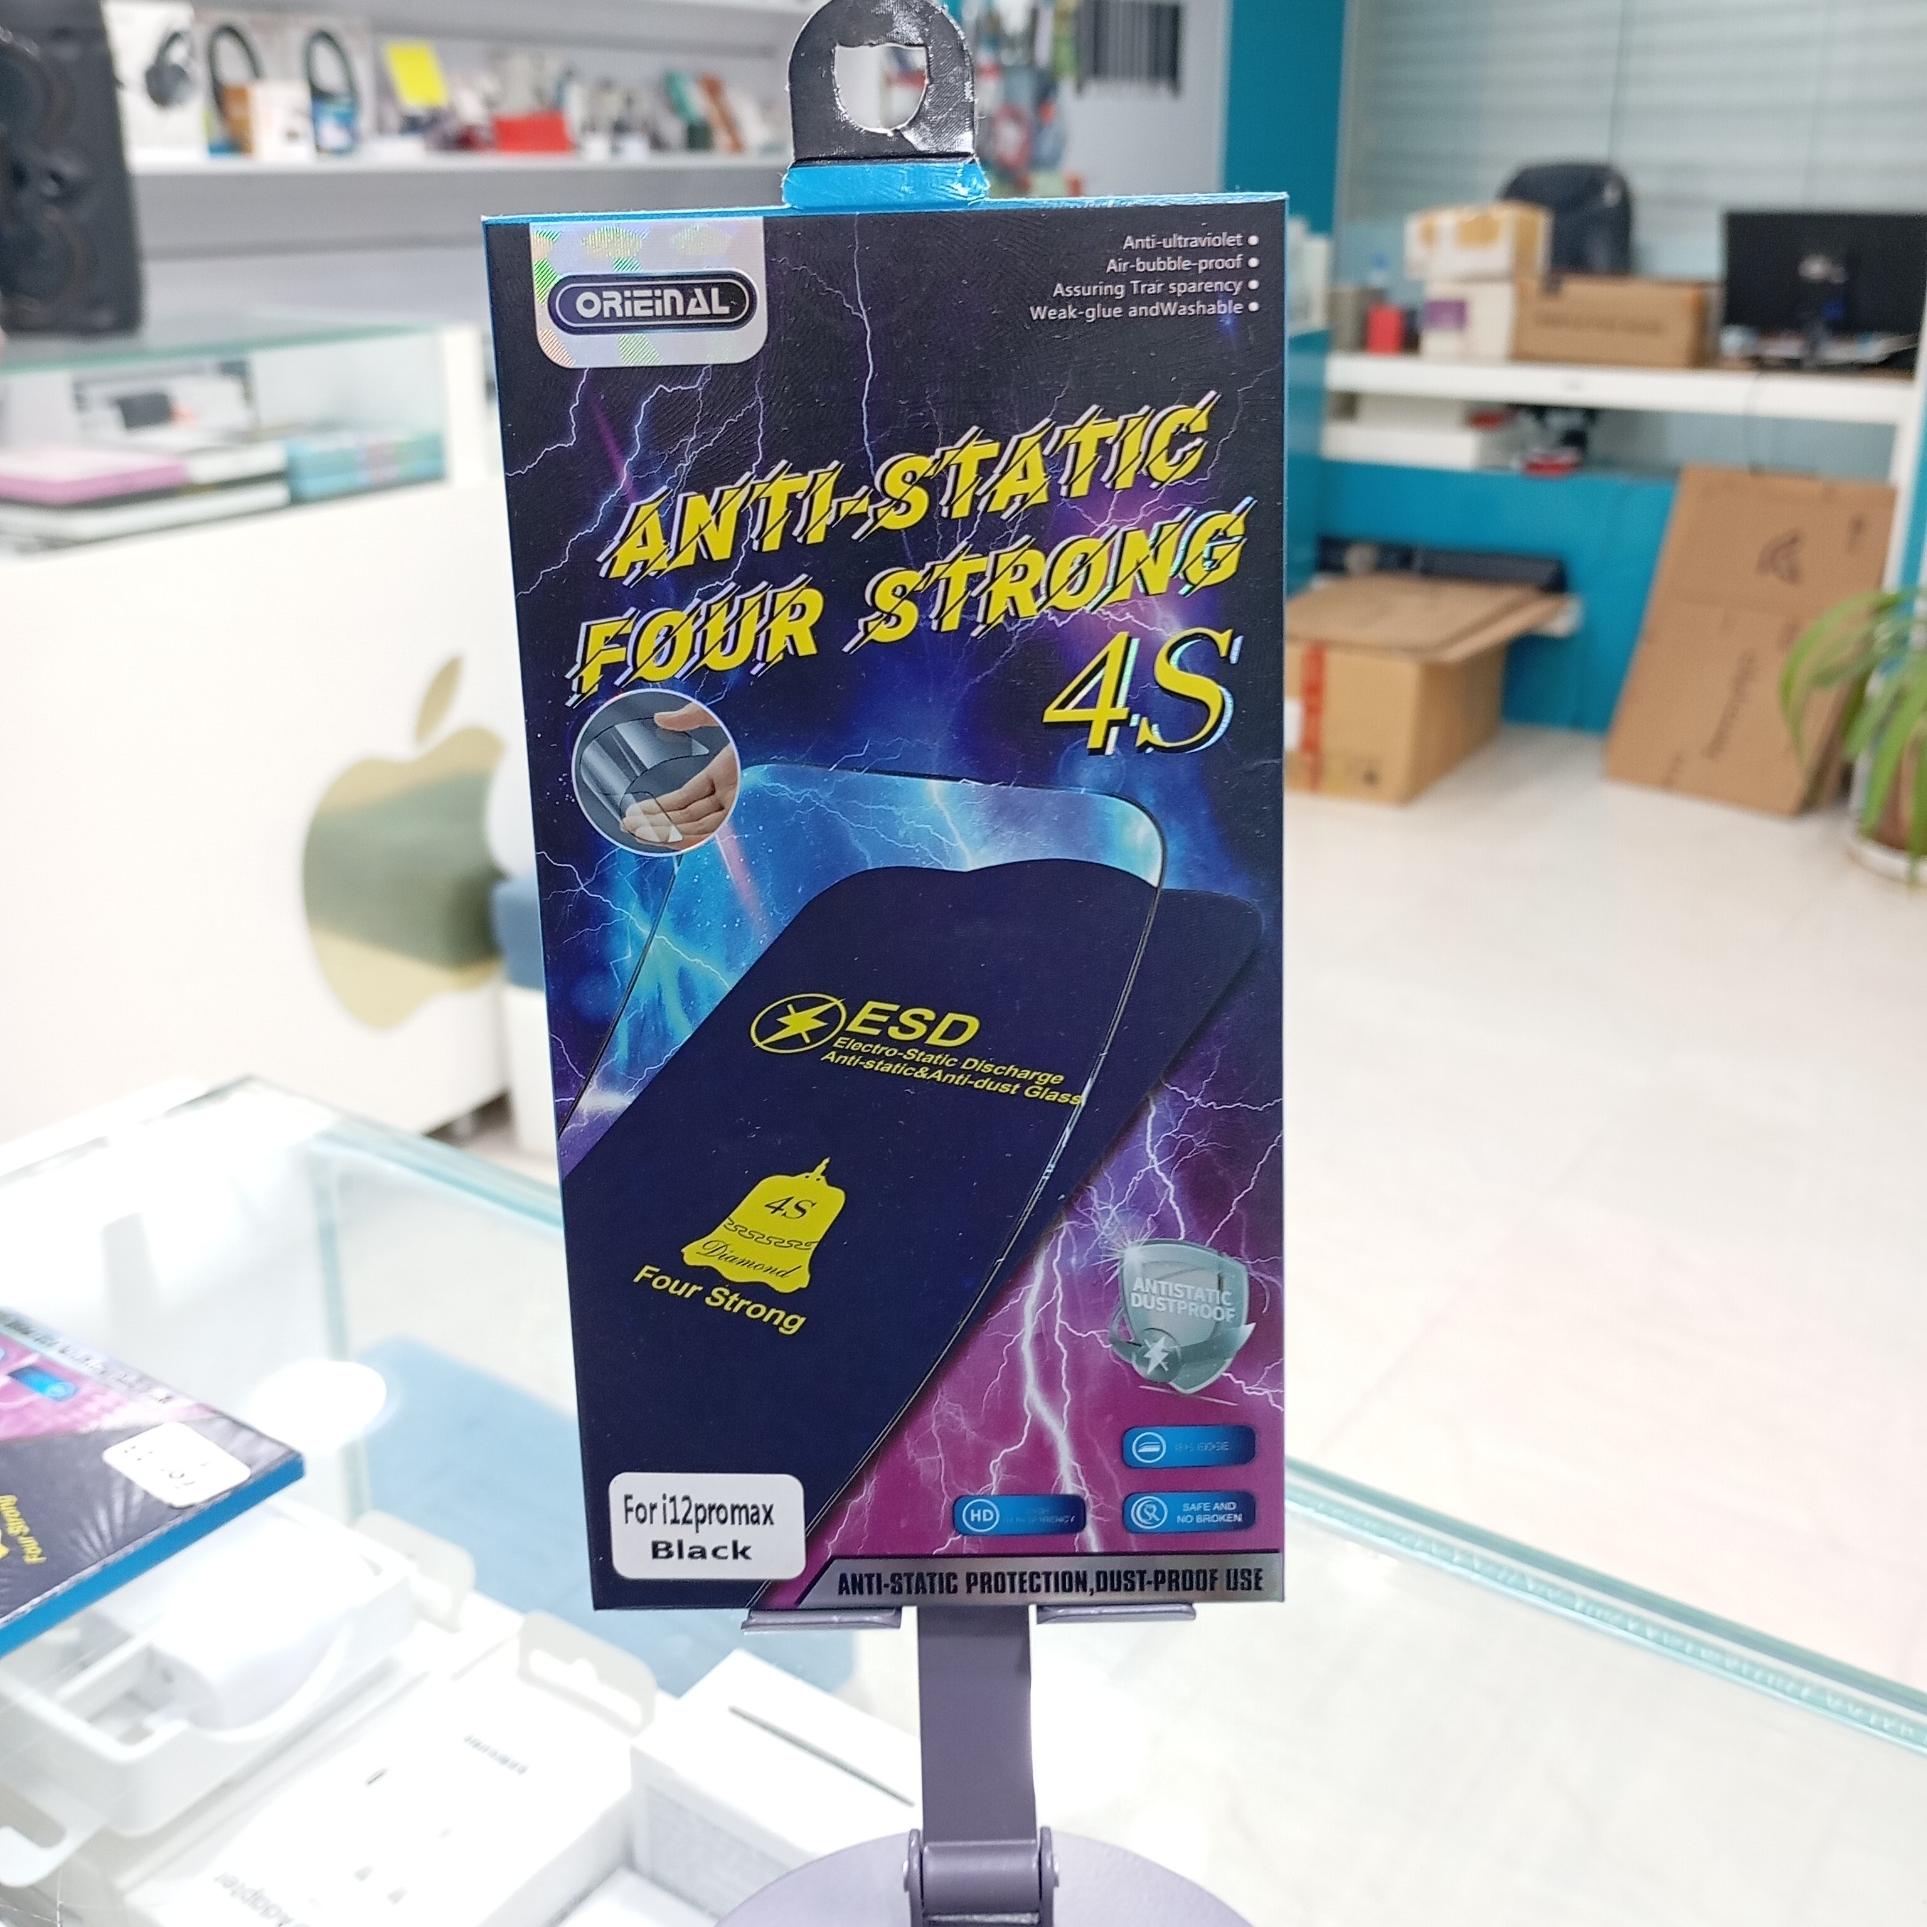 ORIEINAL
Anti-ultraviolet
Air-bubble-proof
Assuring Trar sparency
Weak-glue andWashable
ANTI-STATIC
FOUR STRONG
4S
ESD
Electro-Static Discharge
Anti-static&Anti-dust Glass
4S
Diamond
Four Strong
ANTISTATIC
DUSTPROOF
HD
SAFE AND
NO BROKEN
For i12promax
Black
ANTI-STATIC PROTECTION,DUST-PROOF USE
Four Strong
SAMSUNG
Adapter